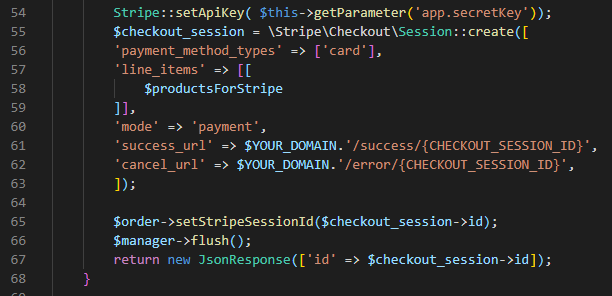 54 Stripe::setApiKey( $this->getParameter('app.secretKey'));
55 $checkout_session = \Stripe\Checkout\Session::create([
56 'payment_method_types' => ['card'],
57 'line_items' => [[
58 $productsForStripe
59 ]],
60 'mode' => 'payment',
61 'success_url' => $YOUR_DOMAIN.'/success/{CHECKOUT_SESSION_ID}',
62 'cancel_url' => $YOUR_DOMAIN.'/error/{CHECKOUT_SESSION_ID}',
63 ]);
64
65 $order->setStripeSessionId($checkout_session->id);
66 $manager->flush();
67 return new JsonResponse(['id' => $checkout_session->id]);
68 }